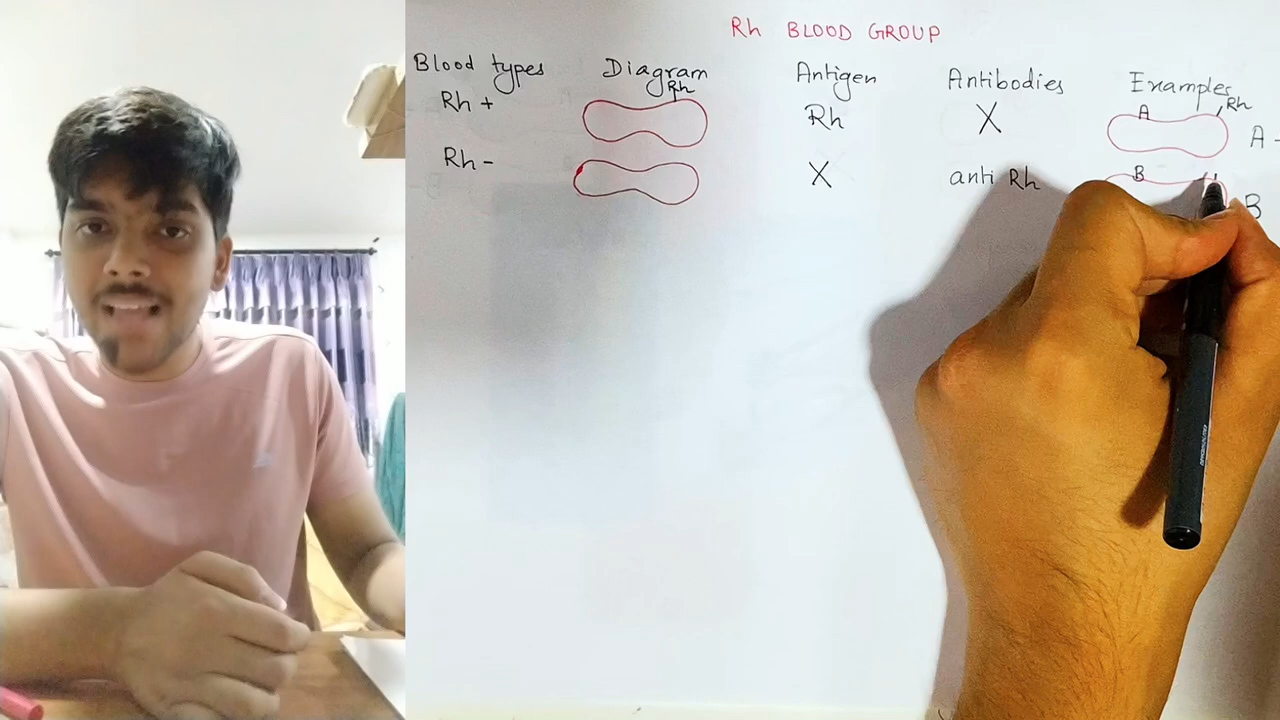 Rh BLOOD GROUP
Blood types Diagram Antigen Antibodies Examples
Rh + Rh Rh X A Rh A -
Rh - X anti Rh B B